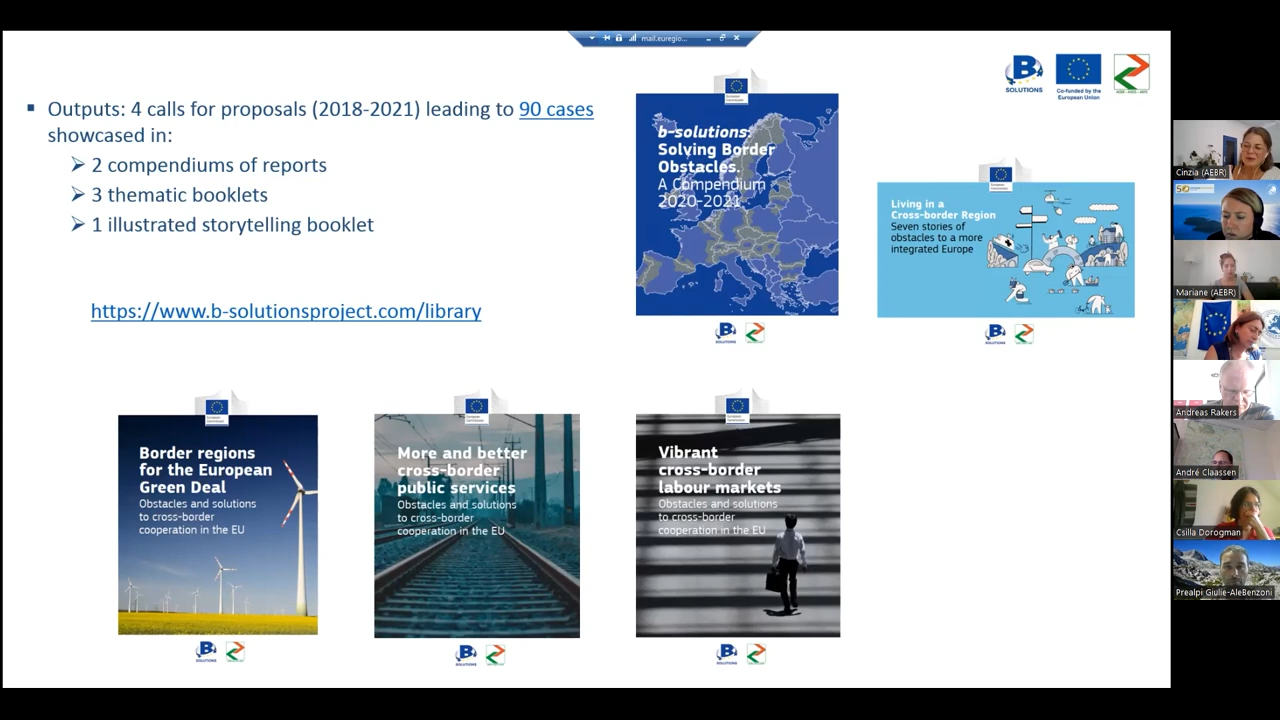 mail.euregio...
Outputs: 4 calls for proposals (2018-2021) leading to 90 cases
showcased in:
2 compendiums of reports
3 thematic booklets
1 illustrated storytelling booklet
https://www.b-solutionsproject.com/library
b-solutions:
Solving Border
Obstacles.
A Compendium
2020-2021
Living in a
Cross-border Region
Seven stories of
obstacles to a more
integrated Europe
B
SOLUTIONS
Co-funded by the
European Union
Border regions
for the European
Green Deal
Obstacles and solutions
to cross-border
cooperation in the EU
More and better
cross-border
public services
Obstacles and solutions
to cross-border
cooperation in the EU
Vibrant
cross-border
labour markets
Obstacles and solutions
to cross-border
cooperation in the EU
Cinzia (AEBR)
Mariane (AEBR)
Andreas Rakers
André Claassen
Csilla Dorogman
Prealpi Giulie-AleBenzoni